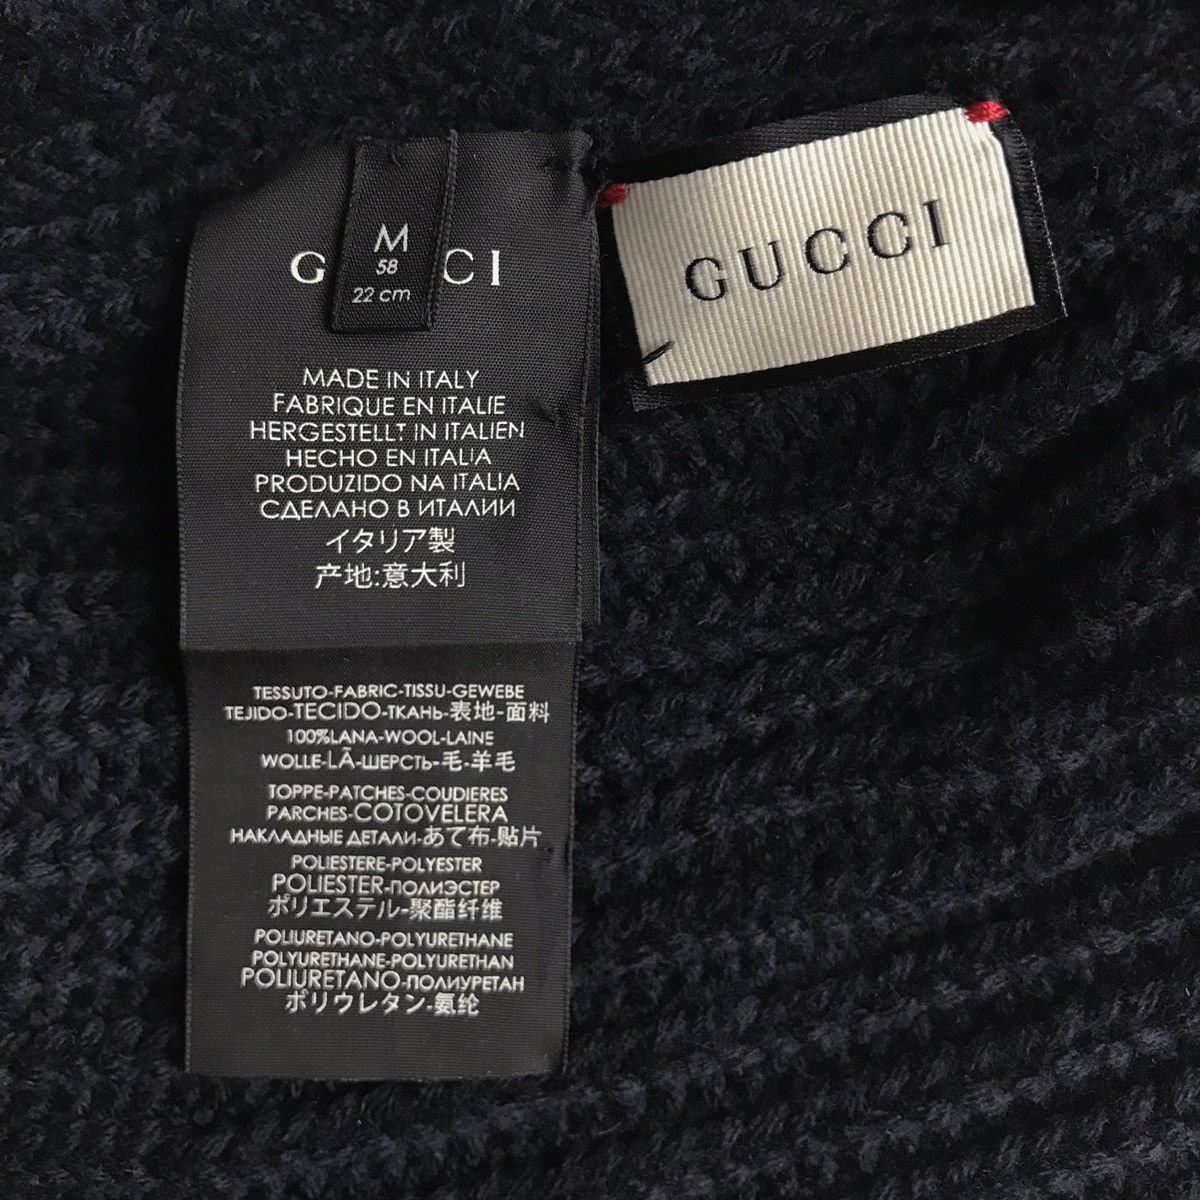 M
58
22 cm
GUCCI
MADE IN ITALY
FABRIQUE EN ITALIE
HERGESTELLT IN ITALIEN
HECHO EN ITALIA
PRODUZIDO NA ITALIA
СДЕЛАНО В ИТАЛИИ
イタリア製
产地:意大利
TESSUTO-FABRIC-TISSU-GEWEBE
TEJIDO-TECIDO-ТКАНЬ-表地-面料
100%LANA-WOOL-LAINE
WOLLE-LÃ-ШЕРСТЬ-毛-羊毛
TOPPE-PATCHES-COUDIERES
PARCHES-COTOVELERA
НАКЛАДНЫЕ ДЕТАЛИ-あて布-贴片
POLIESTERE-POLYESTER
POLIESTER-ПОЛИЭСТЕР
ポリエステル-聚酯纤维
POLIURETANO-POLYURETHANE
POLYURETHANE-POLYURETHAN
POLIURETANO-ПОЛИУРЕТАН
ポリウレタン-氨纶
GUCCI